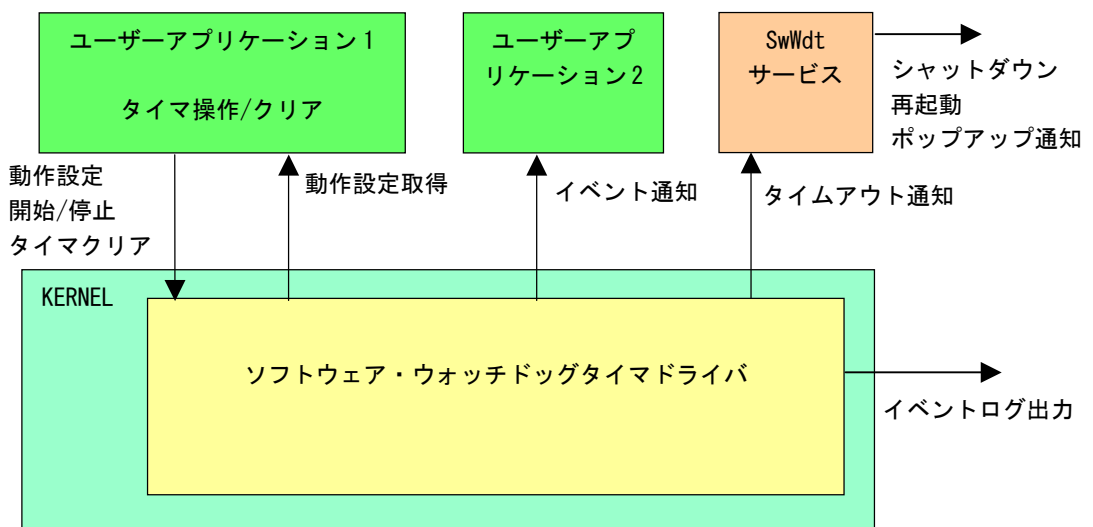 ユーザーアプリケーション1
タイマ操作/クリア
ユーザーアプ
リケーション2
SwWdt
サービス
シャットダウン
再起動
ポップアップ通知
動作設定
開始/停止
タイマクリア
動作設定取得
イベント通知
タイムアウト通知
KERNEL
ソフトウェア・ウォッチドッグタイマドライバ
イベントログ出力